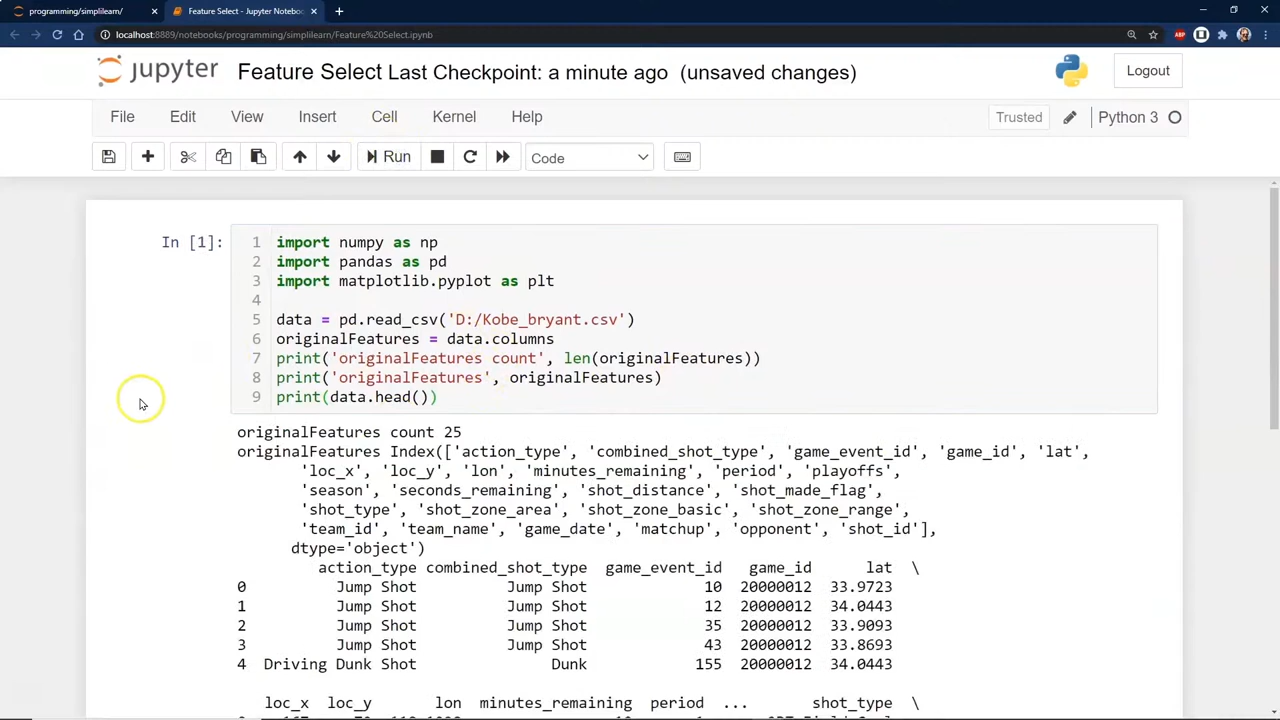 programming/simplilearn/
Feature Select - Jupyter Noteboo
localhost:8889/notebooks/programming/simplilearn/Feature%20Select.ipynb
ABP
jupyter Feature Select Last Checkpoint: a minute ago (unsaved changes)
Logout
File Edit View Insert Cell Kernel Help
Trusted
Python 3
Run
Code
In [1]:
1 import numpy as np
2 import pandas as pd
3 import matplotlib.pyplot as plt
4
5 data = pd.read_csv('D:/Kobe_bryant.csv')
6 originalFeatures = data.columns
7 print('originalFeatures count', len(originalFeatures))
8 print('originalFeatures', originalFeatures)
9 print(data.head())
originalFeatures count 25
originalFeatures Index(['action_type', 'combined_shot_type', 'game_event_id', 'game_id', 'lat',
'loc_x', 'loc_y', 'lon', 'minutes_remaining', 'period', 'playoffs',
'season', 'seconds_remaining', 'shot_distance', 'shot_made_flag',
'shot_type', 'shot_zone_area', 'shot_zone_basic', 'shot_zone_range',
'team_id', 'team_name', 'game_date', 'matchup', 'opponent', 'shot_id'],
dtype='object')
action_type combined_shot_type game_event_id game_id lat \
0 Jump Shot Jump Shot 10 20000012 33.9723
1 Jump Shot Jump Shot 12 20000012 34.0443
2 Jump Shot Jump Shot 35 20000012 33.9093
3 Jump Shot Jump Shot 43 20000012 33.8693
4 Driving Dunk Shot Dunk 155 20000012 34.0443
loc_x loc_y lon minutes_remaining period ... shot_type \